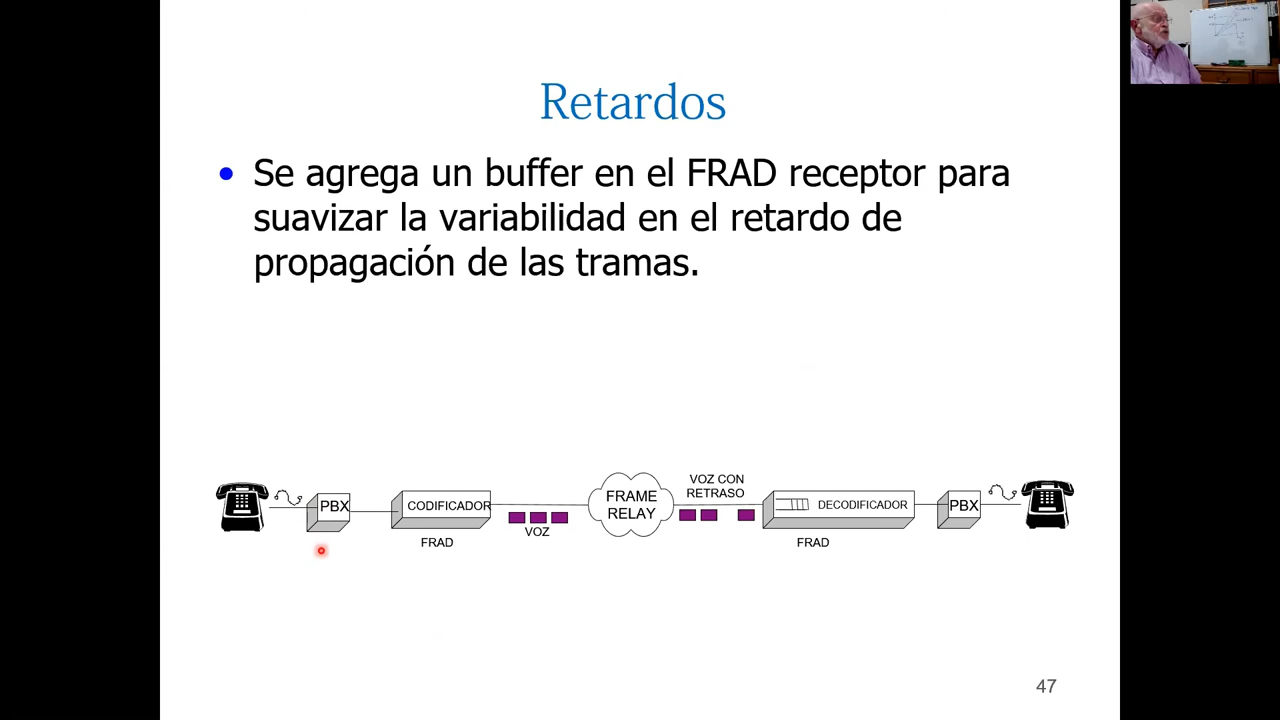 Retardos
• Se agrega un buffer en el FRAD receptor para
suavizar la variabilidad en el retardo de
propagación de las tramas.
PBX
CODIFICADOR
FRAD
VOZ
FRAME
RELAY
VOZ CON
RETRASO
DECODIFICADOR
FRAD
PBX
47